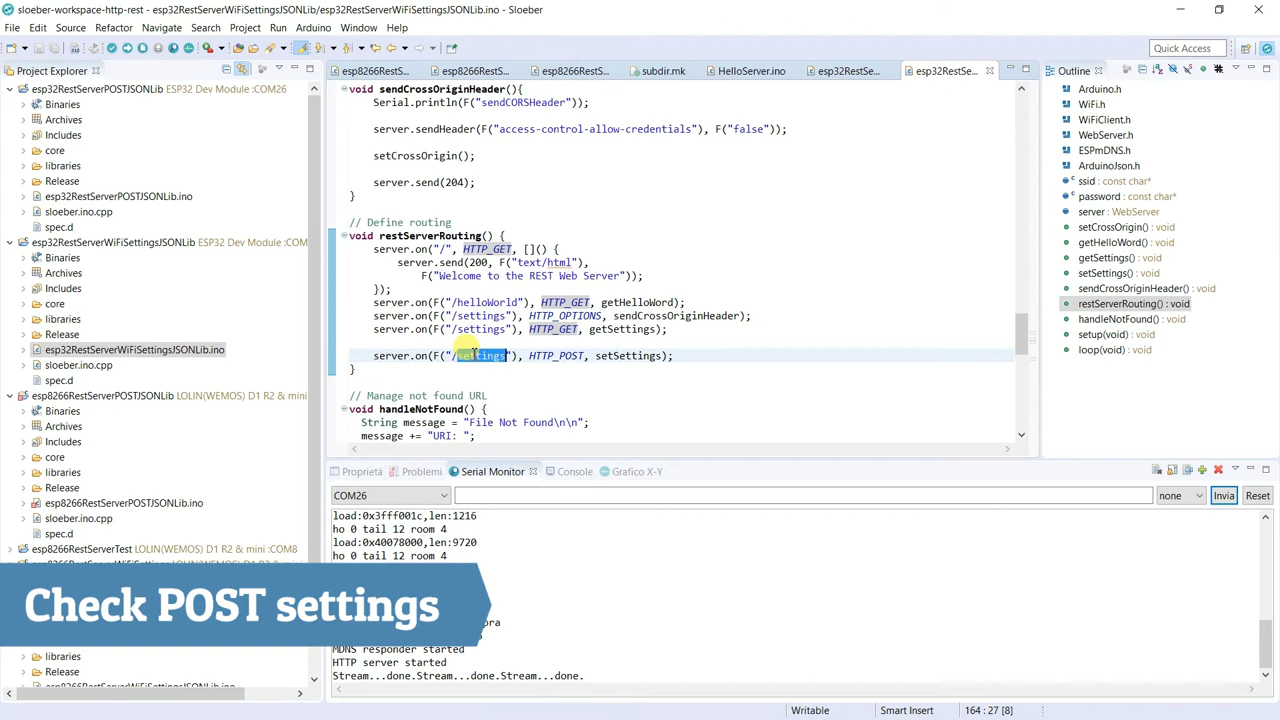 sloeber-workspace-http-rest - esp32RestServerWiFiSettingsJSONLib/esp32RestServerWiFiSettingsJSONLib.ino - Sloeber
File Edit Source Refactor Navigate Search Project Run Arduino Window Help
Quick Access
Project Explorer
esp32RestServerPOSTJSONLib ESP32 Dev Module :COM26
Binaries
Archives
Includes
core
libraries
Release
esp32RestServerPOSTJSONLib.ino
sloeber.ino.cpp
spec.d
esp32RestServerWiFiSettingsJSONLib ESP32 Dev Module :COM
Binaries
Archives
Includes
core
libraries
Release
esp32RestServerWiFiSettingsJSONLib.ino
sloeber.ino.cpp
spec.d
esp8266RestServerPOSTJSONLib LOLIN(WEMOS) D1 R2 & mini
Binaries
Archives
Includes
core
libraries
Release
esp8266RestServerPOSTJSONLib.ino
sloeber.ino.cpp
spec.d
esp8266RestServerTest LOLIN(WEMOS) D1 R2 & mini :COM8
libraries
Release
esp8266RestS... esp8266RestS... esp8266RestS... subdir.mk HelloServer.ino esp32RestSe... esp32RestSe...
void sendCrossOriginHeader(){
Serial.println(F("sendCORSHeader"));
server.sendHeader(F("access-control-allow-credentials"), F("false"));
setCrossOrigin();
server.send(204);
}
// Define routing
void restServerRouting() {
server.on("/", HTTP_GET, []() {
server.send(200, F("text/html"),
F("Welcome to the REST Web Server"));
});
server.on(F("/helloWorld"), HTTP_GET, getHelloWord);
server.on(F("/settings"), HTTP_OPTIONS, sendCrossOriginHeader);
server.on(F("/settings"), HTTP_GET, getSettings);
server.on(F("/settings"), HTTP_POST, setSettings);
}
// Manage not found URL
void handleNotFound() {
String message = "File Not Found\n\n";
message += "URI: ";
Outline
Arduino.h
WiFi.h
WiFiClient.h
WebServer.h
ESPmDNS.h
ArduinoJson.h
ssid : const char*
password : const char*
server : WebServer
setCrossOrigin() : void
getHelloWord() : void
getSettings() : void
setSettings() : void
sendCrossOriginHeader() : void
restServerRouting() : void
handleNotFound() : void
setup(void) : void
loop(void) : void
Proprietà Problemi Serial Monitor Console Grafico X-Y
COM26 none Invia Reset
load:0x3fff001c,len:1216
ho 0 tail 12 room 4
load:0x40078000,len:9720
ho 0 tail 12 room 4
MDNS responder started
HTTP server started
Stream...done.Stream...done.Stream...done.
Check POST settings
Writable Smart Insert 164 : 27 [8]